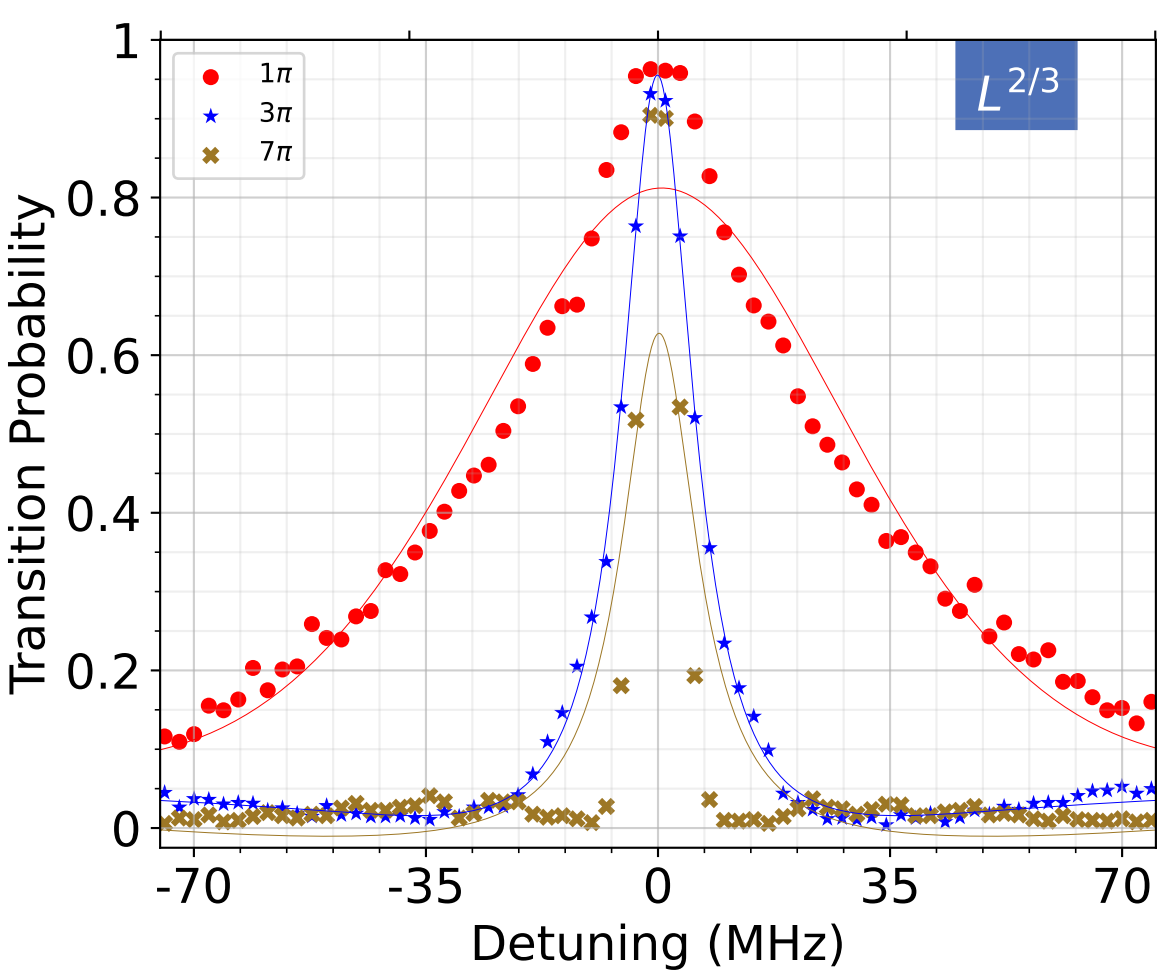 1π
3π
7π
L^{2/3}
1
0.8
0.6
0.4
0.2
0
Transition Probability
-70 -35 0 35 70
Detuning (MHz)